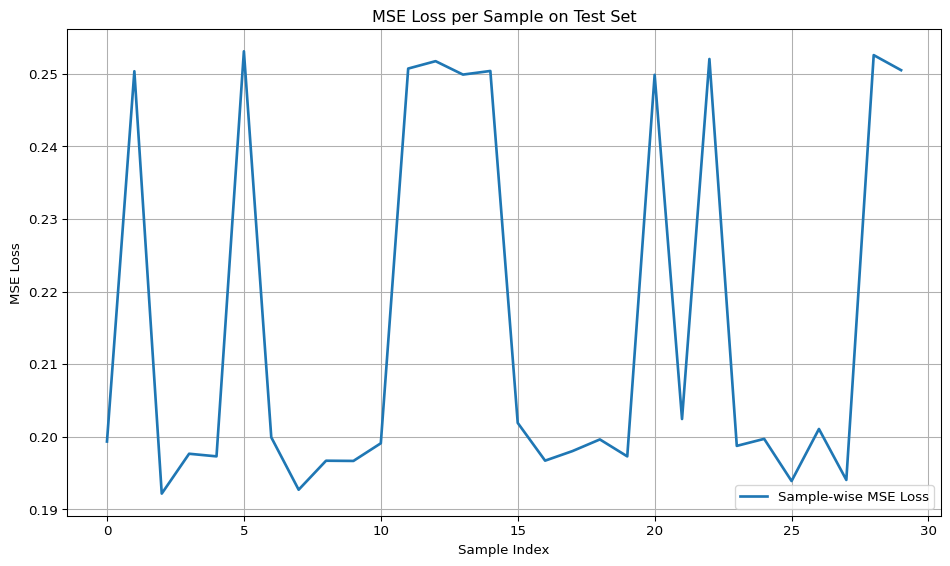 MSE Loss per Sample on Test Set
MSE Loss
0.25
0.24
0.23
0.22
0.21
0.20
0.19
Sample-wise MSE Loss
0 5 10 15 20 25 30
Sample Index